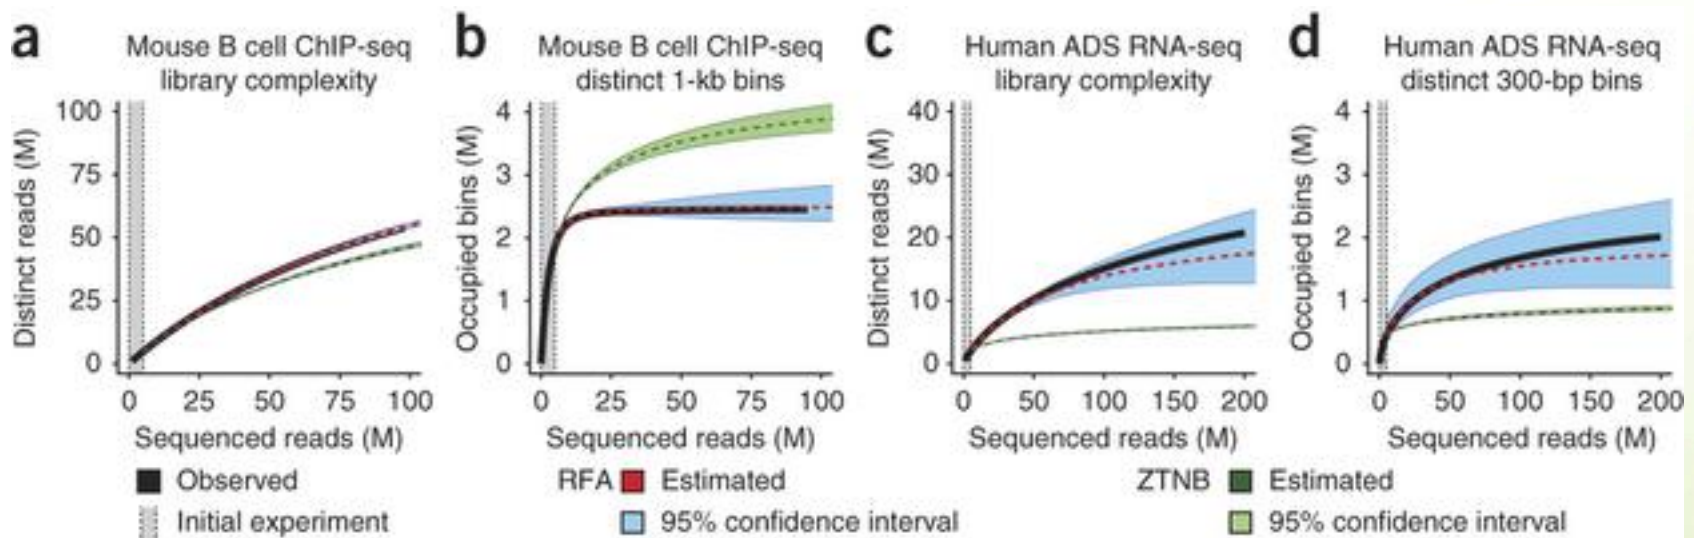 a
Mouse B cell ChIP-seq
library complexity
Distinct reads (M)
100
75
50
25
0
0 25 50 75 100
Sequenced reads (M)
b
Mouse B cell ChIP-seq
distinct 1-kb bins
Occupied bins (M)
4
3
2
1
0
0 25 50 75 100
Sequenced reads (M)
c
Human ADS RNA-seq
library complexity
Distinct reads (M)
40
30
20
10
0
0 50 100 150 200
Sequenced reads (M)
d
Human ADS RNA-seq
distinct 300-bp bins
Occupied bins (M)
4
3
2
1
0
0 50 100 150 200
Sequenced reads (M)
Observed
Initial experiment
RFA Estimated
95% confidence interval
ZTNB Estimated
95% confidence interval